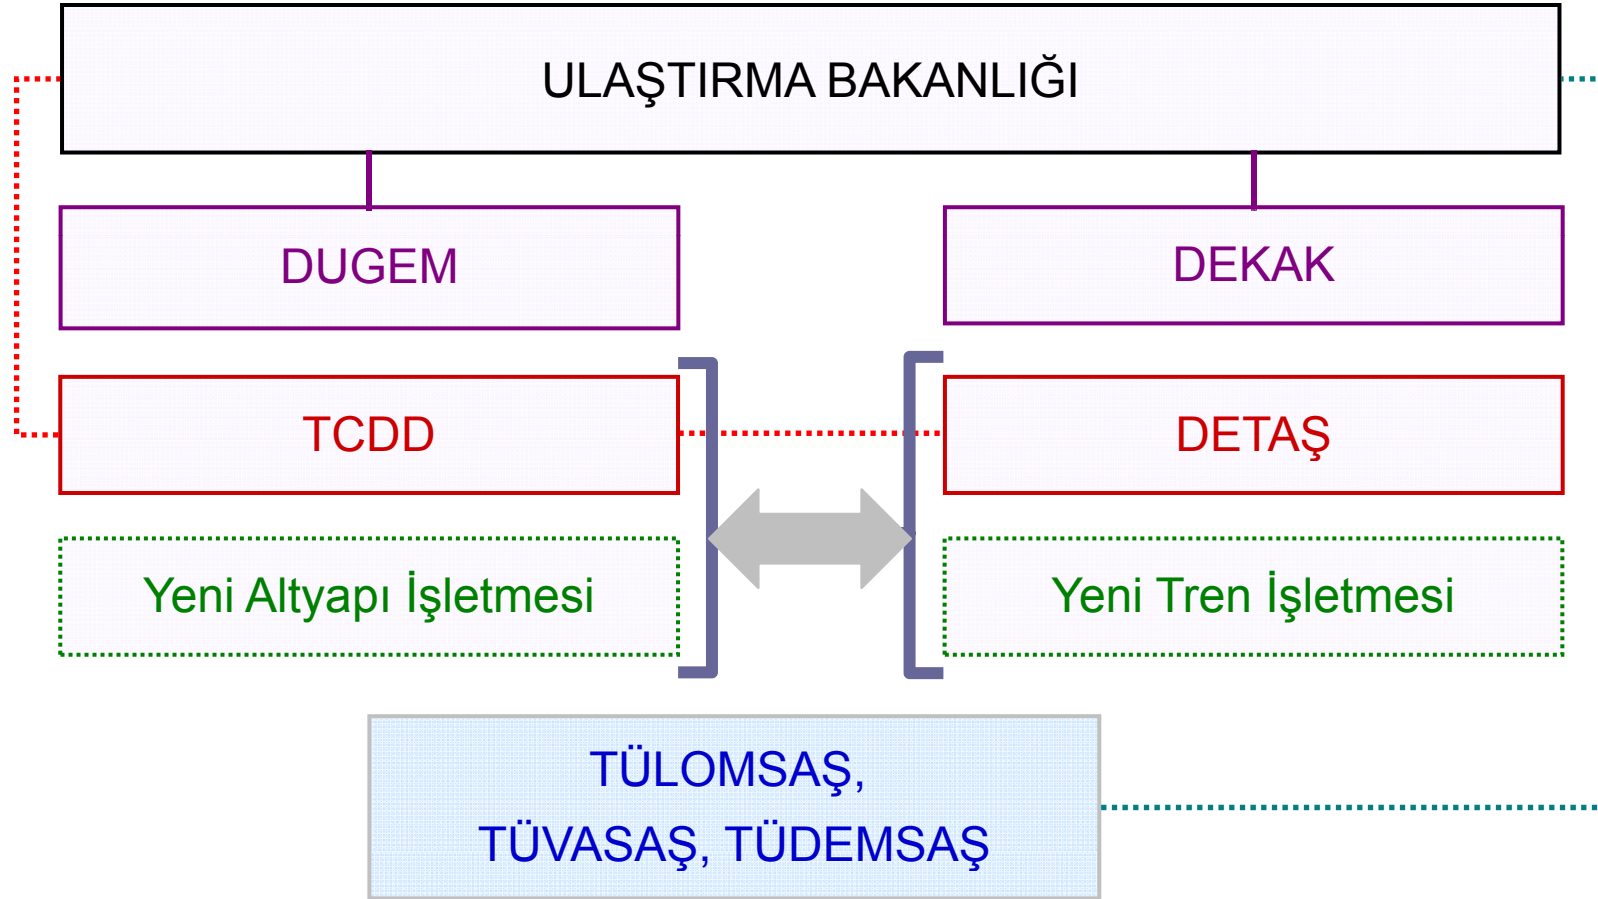 ULAŞTIRMA BAKANLIĞI
DUGEM
DEKAK
TCDD
DETAŞ
Yeni Altyapı İşletmesi
Yeni Tren İşletmesi
TÜLOMSAŞ,
TÜVASAŞ, TÜDEMSAŞ